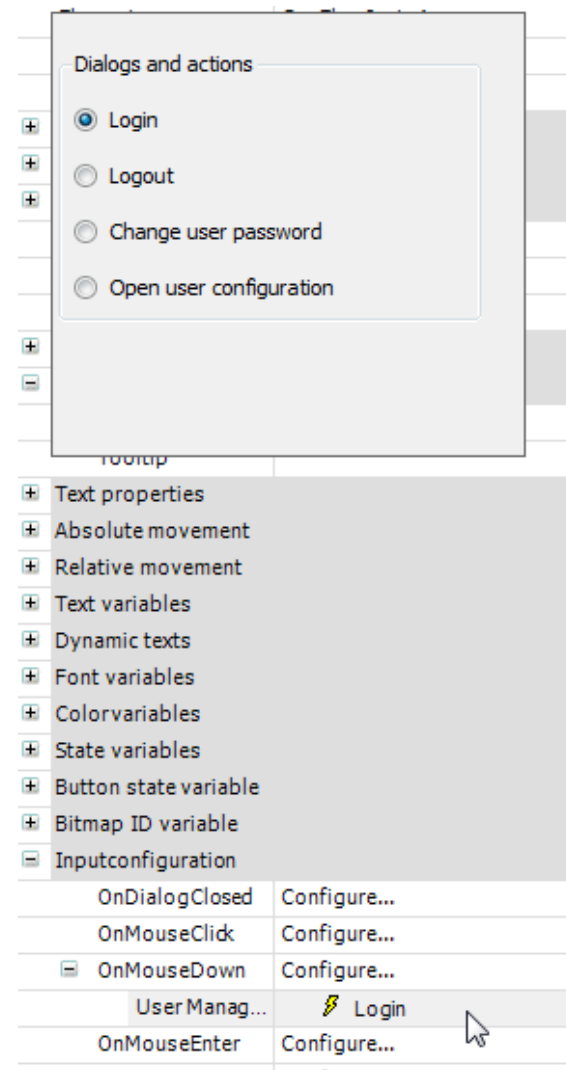 Dialogs and actions
Login
Logout
Change user password
Open user configuration
Tooltip
Text properties
Absolute movement
Relative movement
Text variables
Dynamic texts
Font variables
Colorvariables
State variables
Button state variable
Bitmap ID variable
Inputconfiguration
OnDialogClosed Configure...
OnMouseClick Configure...
OnMouseDown Configure...
User Manag... Login
OnMouseEnter Configure...